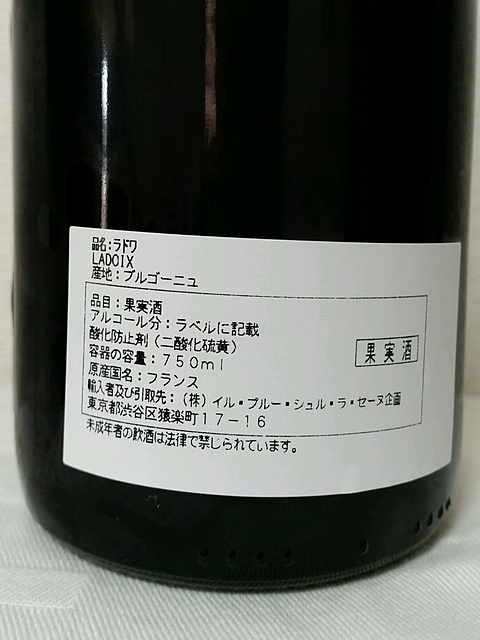 品名:ラドワ
LADOIX
産地：ブルゴーニュ
品目：果実酒
アルコール分：ラベルに記載
酸化防止剤（二酸化硫黄）
容器の容量：７５０ｍｌ
果実酒
原産国名：フランス
輸入者及び引取先：（株）イル・プルー・シュル・ラ・セーヌ企画
東京都渋谷区猿楽町１７－１６
未成年者の飲酒は法律で禁じられています。